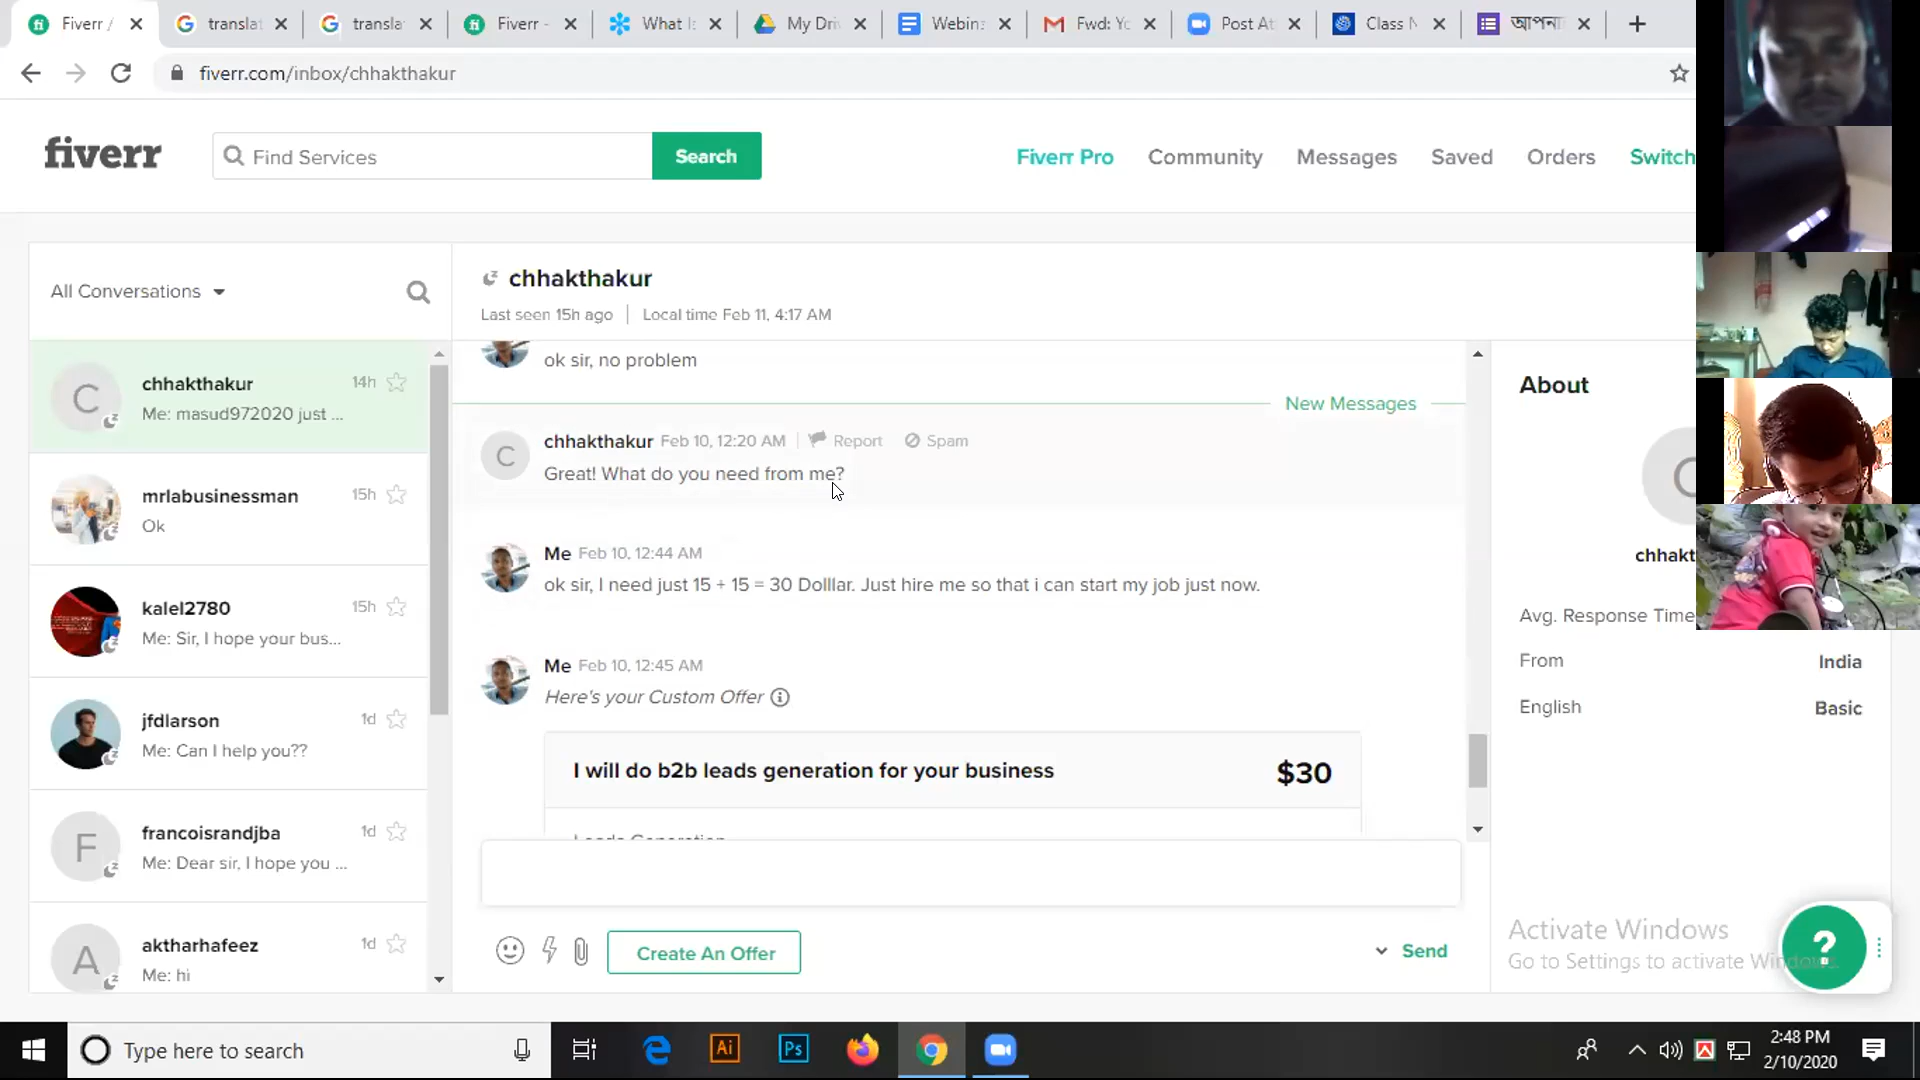 Fiverr /
translat
transla
Fiverr -
What I
My Driv
Webina
Fwd: Yo
Post At
Class N
আপনা
fiverr.com/inbox/chhakthakur
fiverr
Find Services
Search
Fiverr Pro
Community
Messages
Saved
Orders
Switch
All Conversations
chhakthakur
Last seen 15h ago
Local time Feb 11, 4:17 AM
C
chhakthakur
14h
Me: masud972020 just ...
mrlabusinessman
15h
Ok
kalel2780
15h
Me: Sir, I hope your bus...
jfdlarson
1d
Me: Can I help you??
F
francoisrandjba
1d
Me: Dear sir, I hope you ...
A
aktharhafeez
1d
Me: hi
ok sir, no problem
New Messages
C
chhakthakur Feb 10, 12:20 AM
Report
Spam
Great! What do you need from me?
Me Feb 10, 12:44 AM
ok sir, I need just 15 + 15 = 30 Dolllar. Just hire me so that i can start my job just now.
Me Feb 10, 12:45 AM
Here's your Custom Offer
I will do b2b leads generation for your business
$30
Leads Generation
Create An Offer
Send
About
C
chhakt
Avg. Response Time
From
India
English
Basic
Activate Windows
Go to Settings to activate Windows.
?
Type here to search
Ai
Ps
2:48 PM
2/10/2020